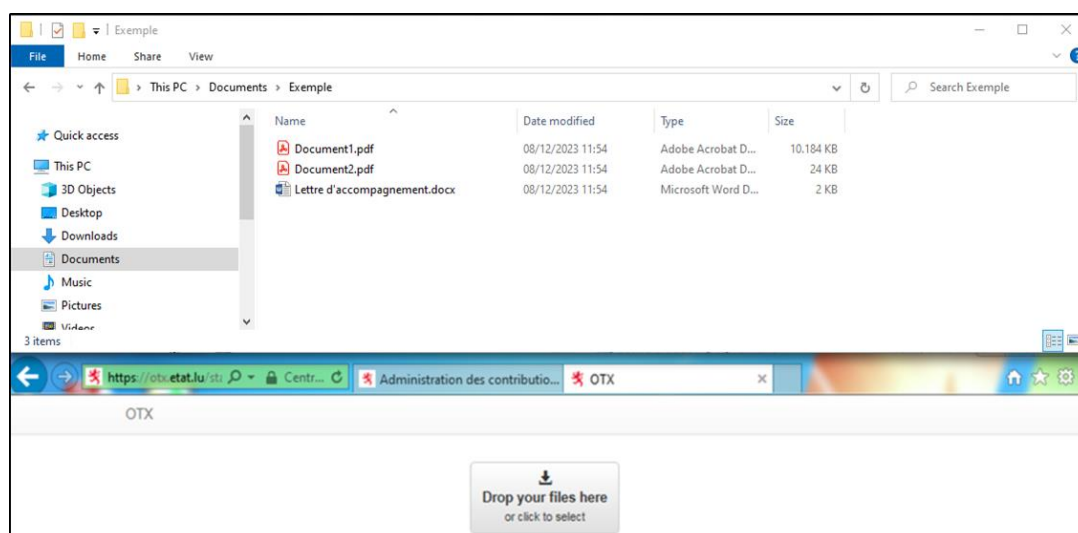 Exemple
File Home Share View
This PC > Documents > Exemple Search Exemple
Name Date modified Type Size
Quick access
This PC
3D Objects
Desktop
Downloads
Documents
Music
Pictures
Videos
Document1.pdf 08/12/2023 11:54 Adobe Acrobat D... 10.184 KB
Document2.pdf 08/12/2023 11:54 Adobe Acrobat D... 24 KB
Lettre d'accompagnement.docx 08/12/2023 11:54 Microsoft Word D... 2 KB
3 items
https://otx.etat.lu/sta Centr... Administration des contributio... OTX
OTX
Drop your files here
or click to select